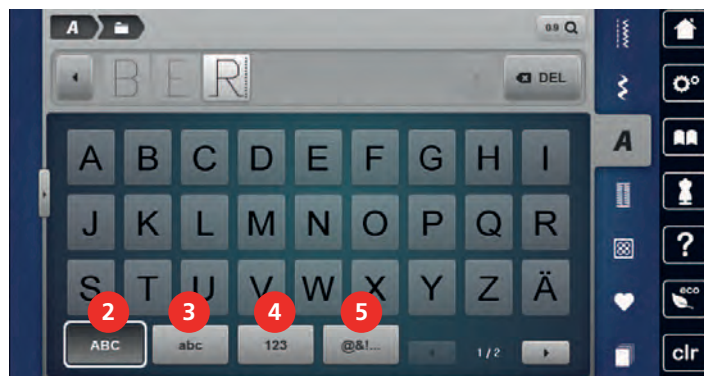 A
0.9
B E R
DEL
A B C D E F G H I
J K L M N O P Q R
S T U V W X Y Z Ä
2 3 4 5
ABC abc 123 @&!...
1/2
A
?
eco
clr